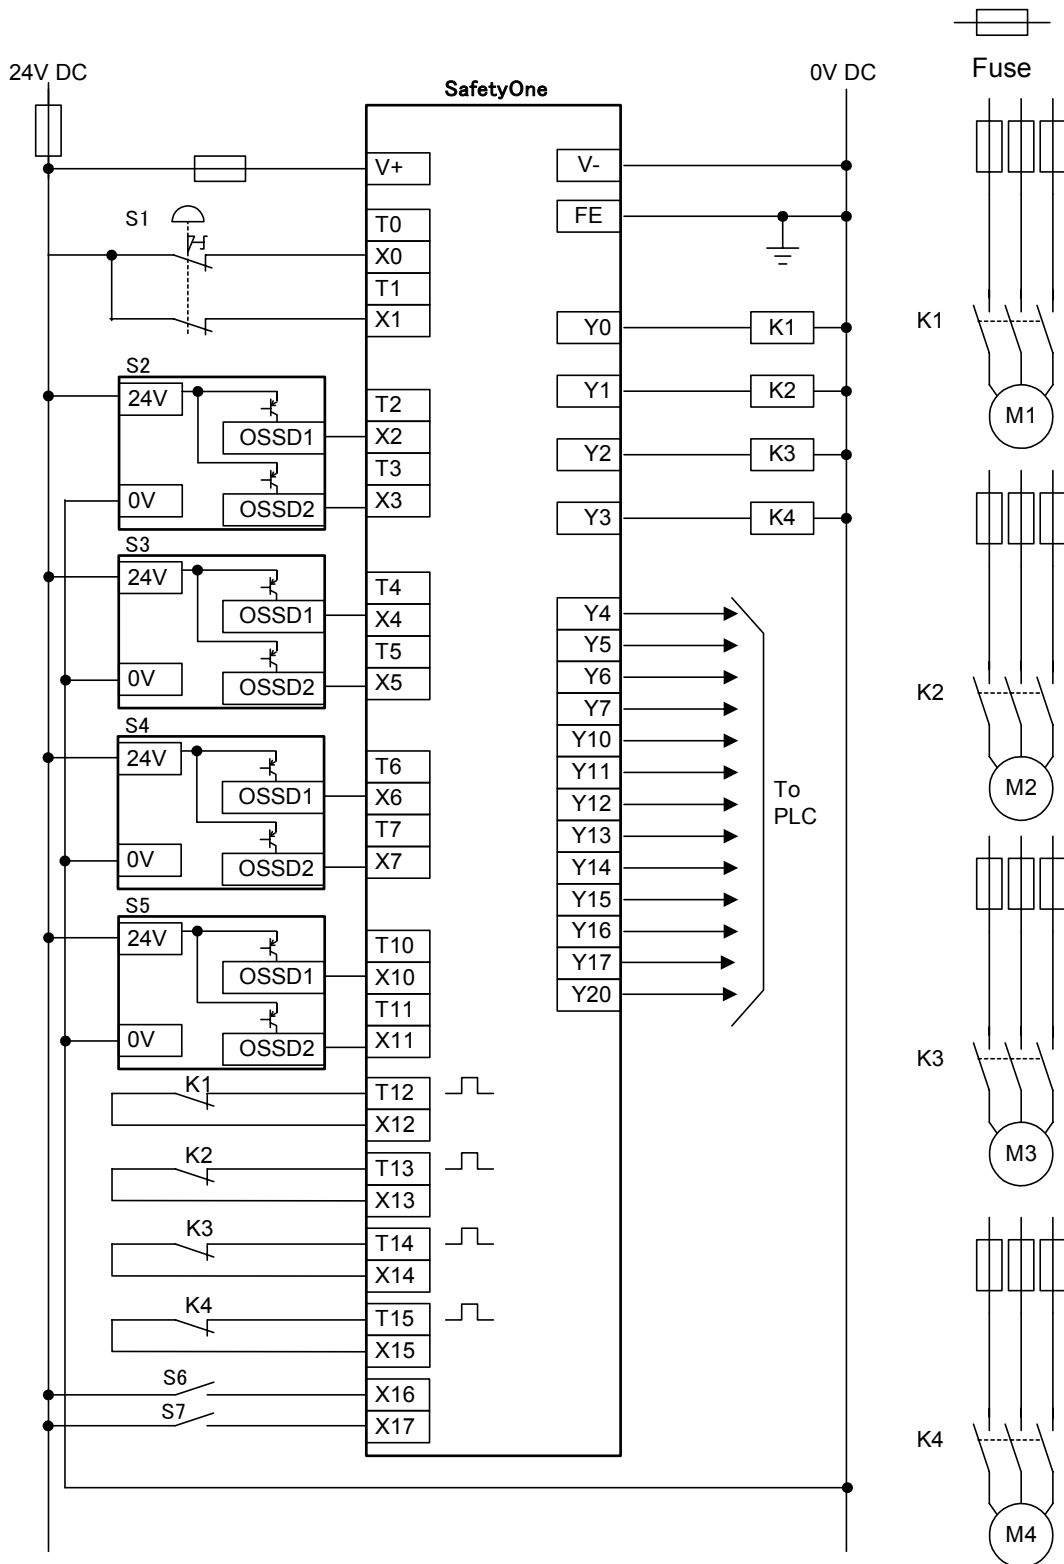 24V DC
SafetyOne
0V DC
Fuse
V+
T0
X0
T1
X1
S1
S2
24V
0V
OSSD1
OSSD2
T2
X2
T3
X3
S3
24V
0V
OSSD1
OSSD2
T4
X4
T5
X5
S4
24V
0V
OSSD1
OSSD2
T6
X6
T7
X7
S5
24V
0V
OSSD1
OSSD2
T10
X10
T11
X11
K1
T12
X12
K2
T13
X13
K3
T14
X14
K4
T15
X15
S6
X16
S7
X17
V-
FE
Y0
K1
Y1
K2
Y2
K3
Y3
K4
Y4
Y5
Y6
Y7
Y10
Y11
Y12
Y13
Y14
Y15
Y16
Y17
Y20
To
PLC
K1
M1
K2
M2
K3
M3
K4
M4